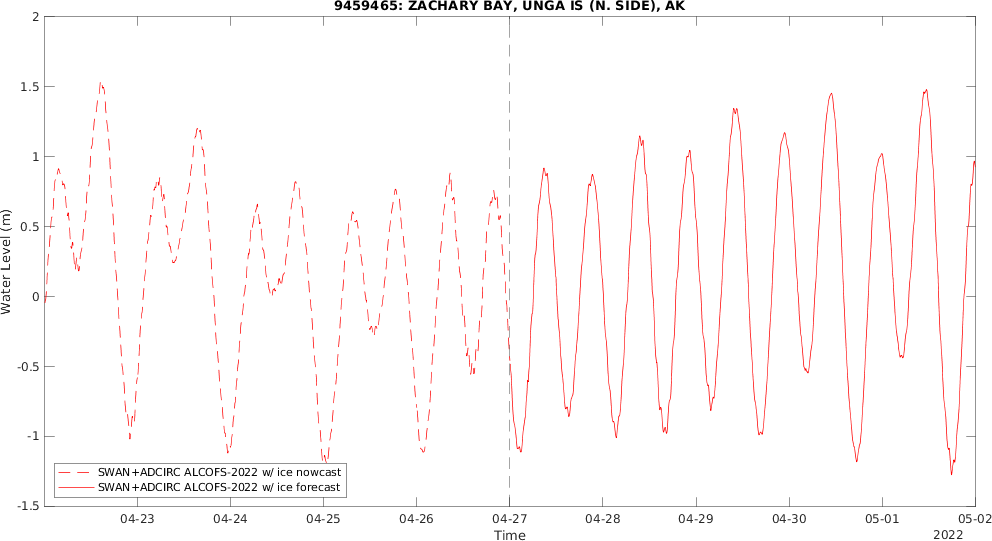 9459465: ZACHARY BAY, UNGA IS (N. SIDE), AK
2
1.5
1
0.5
0
-0.5
-1
-1.5
Water Level (m)
SWAN+ADCIRC ALCOFS-2022 w/ ice nowcast
SWAN+ADCIRC ALCOFS-2022 w/ ice forecast
04-23 04-24 04-25 04-26 04-27 04-28 04-29 04-30 05-01 05-02
Time
2022